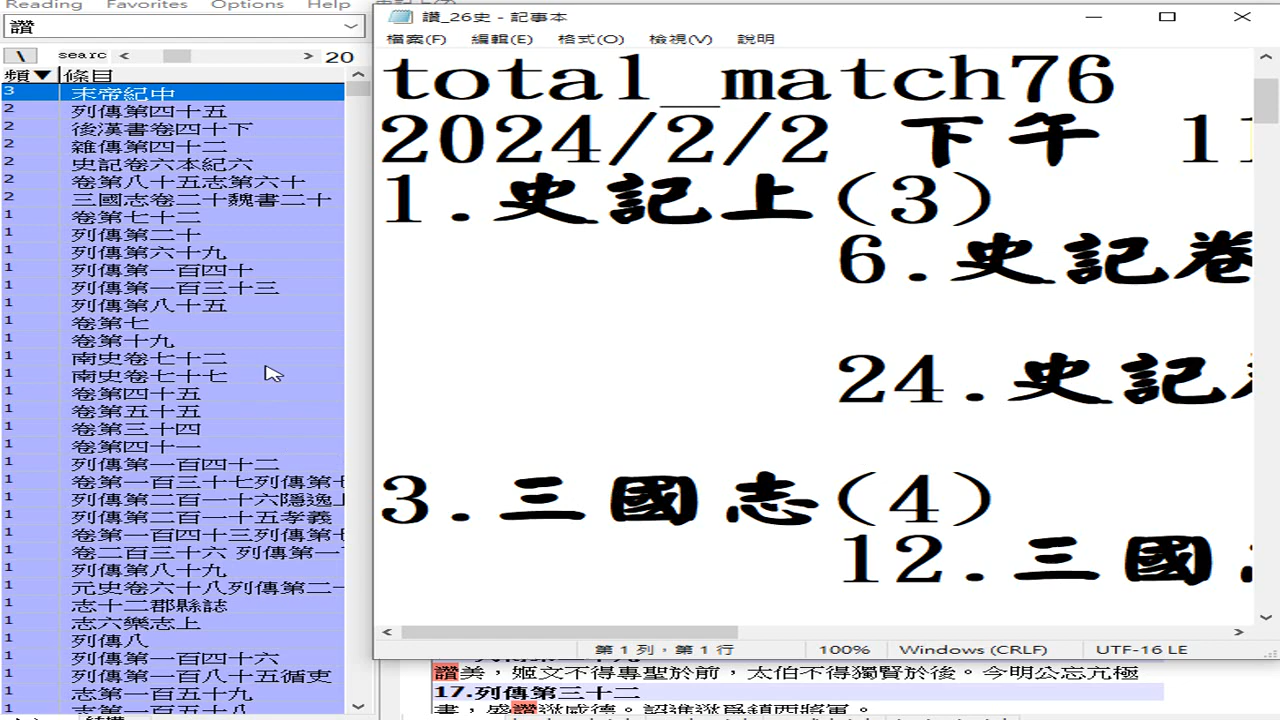 Reading Favorites Options Help
讚
\ searc < > 20
頻▼ 條目
3 末帝紀中
2 列傳第四十五
2 後漢書卷四十下
2 雜傳第四十二
2 史記卷六本紀六
2 卷第八十五志第六十
2 三國志卷二十魏書二十
1 卷第七十二
1 列傳第二十
1 列傳第六十九
1 列傳第一百四十
1 列傳第一百三十三
1 列傳第八十五
1 卷第七
1 卷第十九
1 南史卷七十二
1 南史卷七十七
1 卷第四十五
1 卷第五十五
1 卷第三十四
1 卷第四十一
1 列傳第一百四十二
1 卷第一百三十七列傳第
1 列傳第二百一十六隱逸上
1 列傳第二百一十五孝義
1 卷第一百四十三列傳第
1 卷二百三十六 列傳第一
1 列傳第八十九
1 元史卷六十八列傳第二
1 志十二郡縣誌
1 志六樂志上
1 列傳八
1 列傳第一百四十六
1 列傳第一百八十五循吏
1 志第一百五十九
1 志第一百五十八
讚_26史 - 記事本
檔案(F) 編輯(E) 格式(O) 檢視(V) 說明
total_match76
2024/2/2 下午 11
1.史記上(3)
6.史記卷
24.史記卷
3.三國志(4)
12.三國
第 1 列，第 1 行 100% Windows (CRLF) UTF-16 LE
讚美，姬文不得專聖於前，太伯不得獨賢於後。今明公忘亢極
17.列傳第三十二